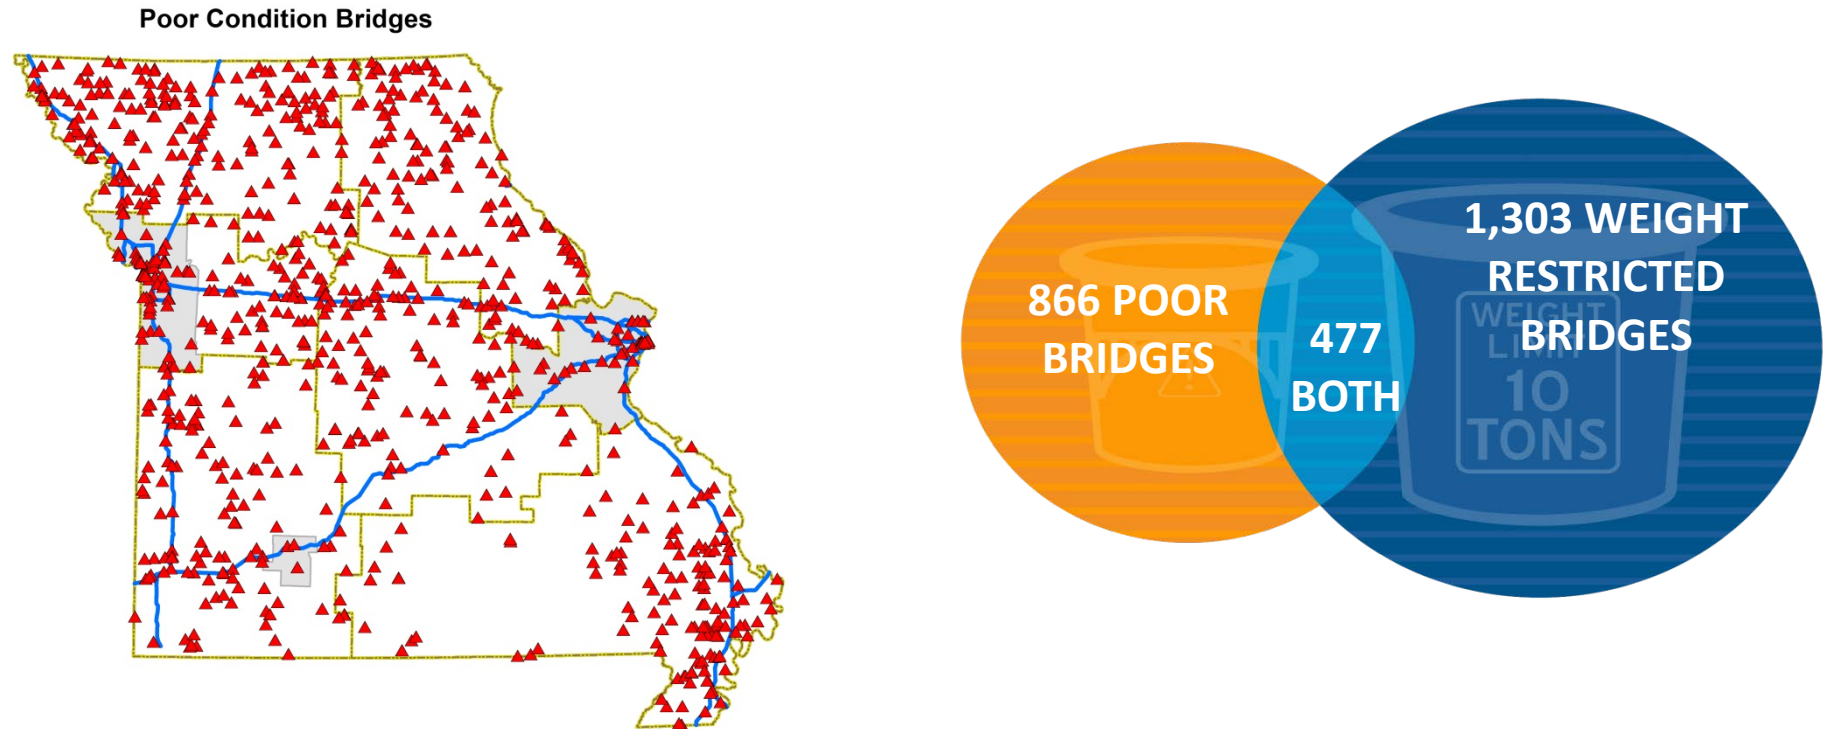 Poor Condition Bridges
866 POOR
BRIDGES
477
BOTH
1,303 WEIGHT
RESTRICTED
BRIDGES
WEIGHT
LIMIT
10
TONS